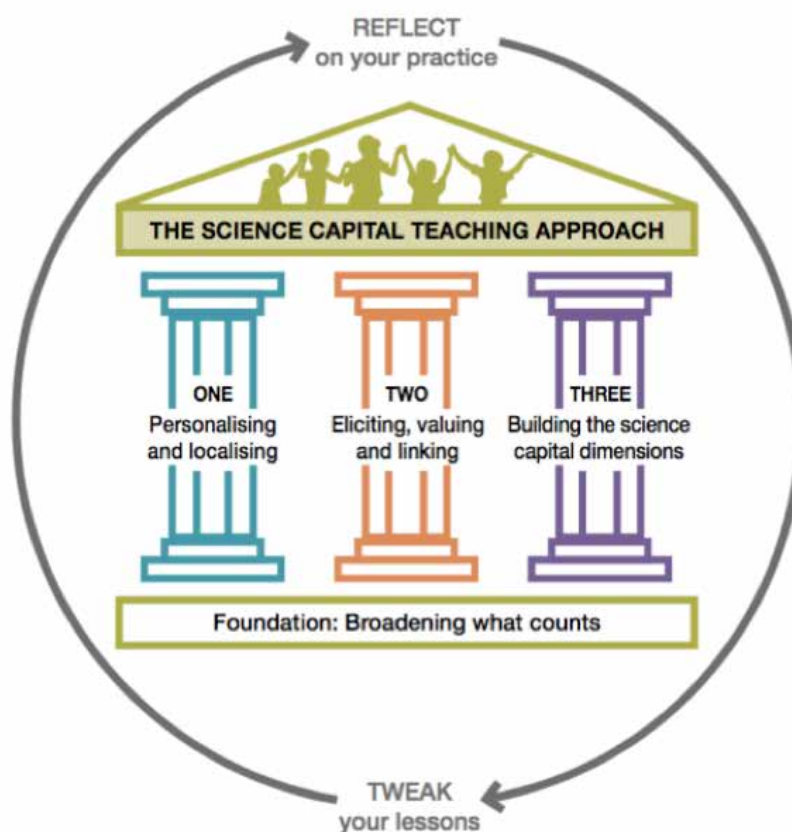 REFLECT
on your practice
THE SCIENCE CAPITAL TEACHING APPROACH
ONE
Personalising
and localising
TWO
Eliciting, valuing
and linking
THREE
Building the science
capital dimensions
Foundation: Broadening what counts
TWEAK
your lessons